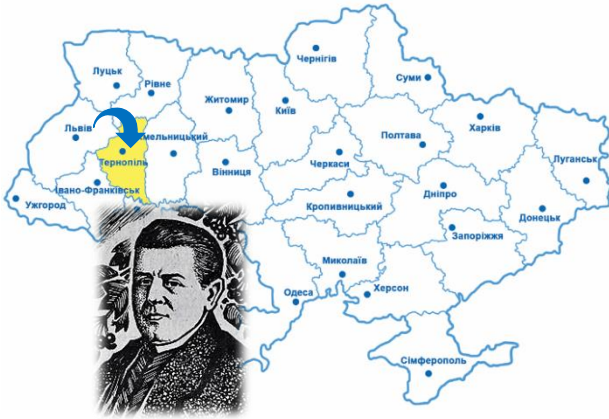 Чернігів
Луцьк
Рівне
Суми
Житомир
Київ
Львів
мельницький
Полтава
Харків
Тернопіль
Черкаси
Луганськ
Вінниця
Івано-Франківськ
Дніпро
Ужгород
Кропивницький
Донецьк
Запоріжжя
Миколаїв
Одеса
Херсон
Сімферополь